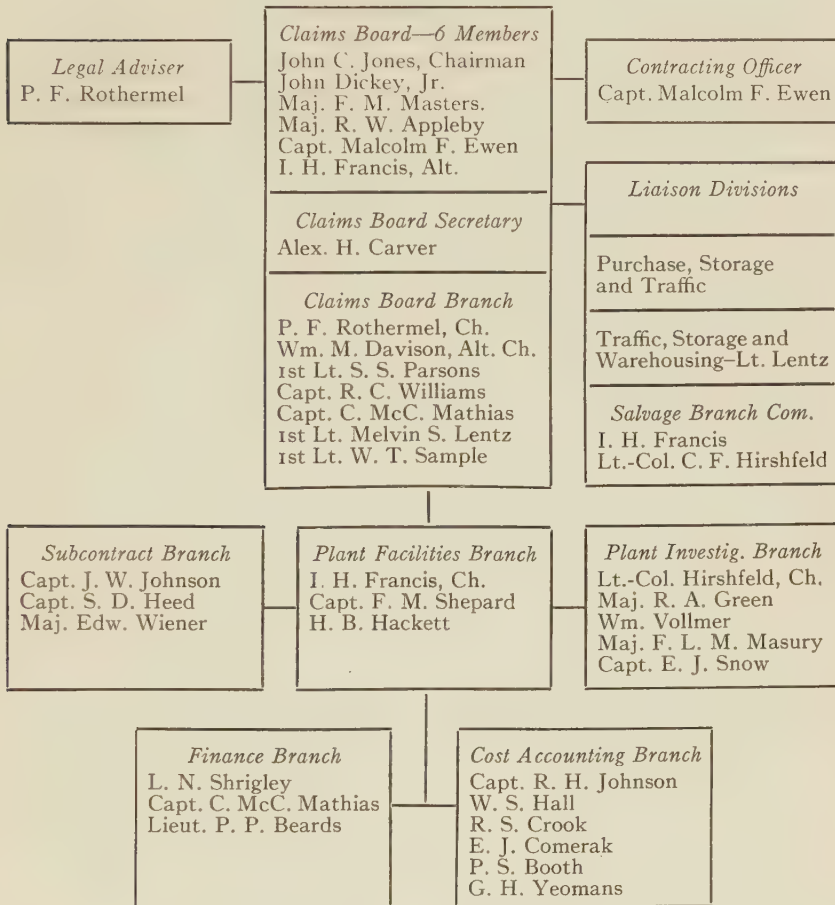 Claims Board—6 Members
John C. Jones, Chairman
John Dickey, Jr.
Maj. F. M. Masters.
Maj. R. W. Appleby
Capt. Malcolm F. Ewen
I. H. Francis, Alt.
Legal Adviser
P. F. Rothermel
Contracting Officer
Capt. Malcolm F. Ewen
Claims Board Secretary
Alex. H. Carver
Claims Board Branch
P. F. Rothermel, Ch.
Wm. M. Davison, Alt. Ch.
1st Lt. S. S. Parsons
Capt. R. C. Williams
Capt. C. McC. Mathias
1st Lt. Melvin S. Lentz
1st Lt. W. T. Sample
Liaison Divisions
Purchase, Storage
and Traffic
Traffic, Storage and
Warehousing–Lt. Lentz
Salvage Branch Com.
I. H. Francis
Lt.-Col. C. F. Hirshfeld
Subcontract Branch
Capt. J. W. Johnson
Capt. S. D. Heed
Maj. Edw. Wiener
Plant Facilities Branch
I. H. Francis, Ch.
Capt. F. M. Shepard
H. B. Hackett
Plant Investig. Branch
Lt.-Col. Hirshfeld, Ch.
Maj. R. A. Green
Wm. Vollmer
Maj. F. L. M. Masury
Capt. E. J. Snow
Finance Branch
L. N. Shrigley
Capt. C. McC. Mathias
Lieut. P. P. Beards
Cost Accounting Branch
Capt. R. H. Johnson
W. S. Hall
R. S. Crook
E. J. Comerak
P. S. Booth
G. H. Yeomans